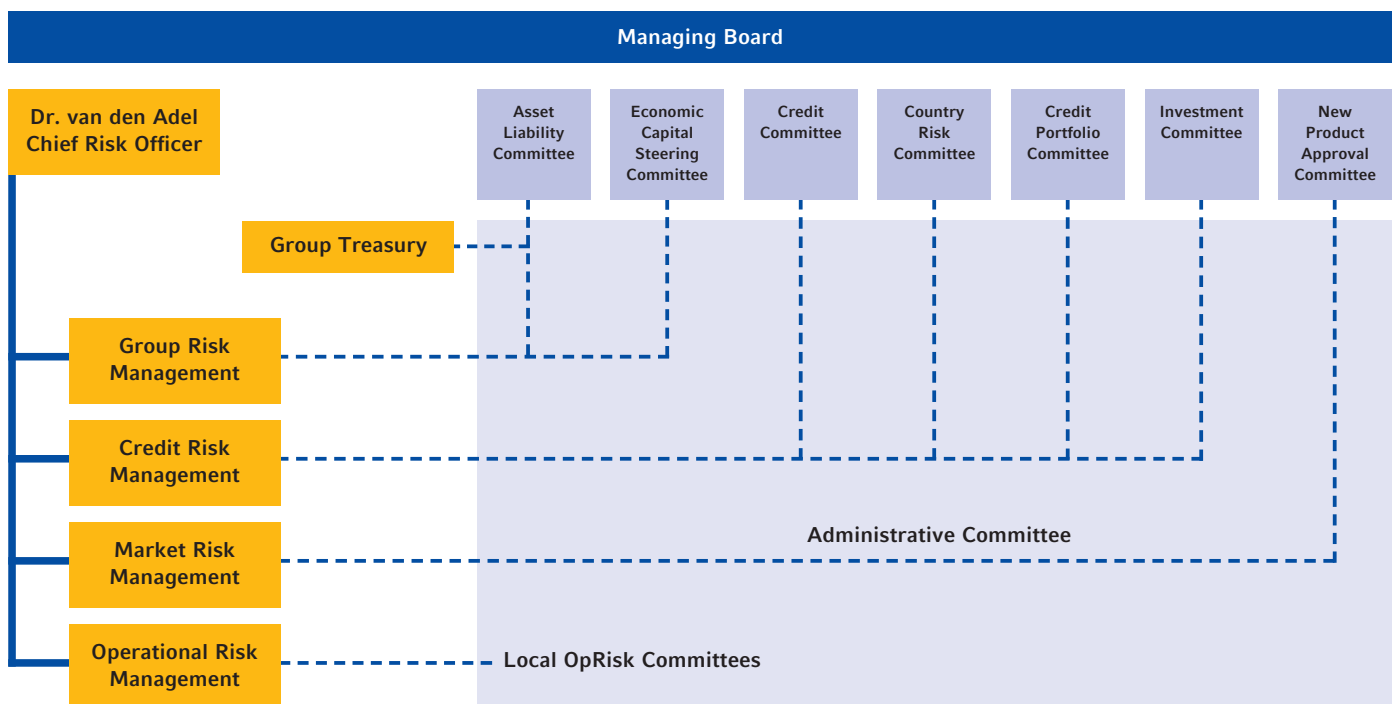 Managing Board
Dr. van den Adel
Chief Risk Officer
Asset
Liability
Committee
Economic
Capital
Steering
Committee
Credit
Committee
Country
Risk
Committee
Credit
Portfolio
Committee
Investment
Committee
New
Product
Approval
Committee
Group Treasury
Group Risk
Management
Credit Risk
Management
Administrative Committee
Market Risk
Management
Operational Risk
Management
Local OpRisk Committees